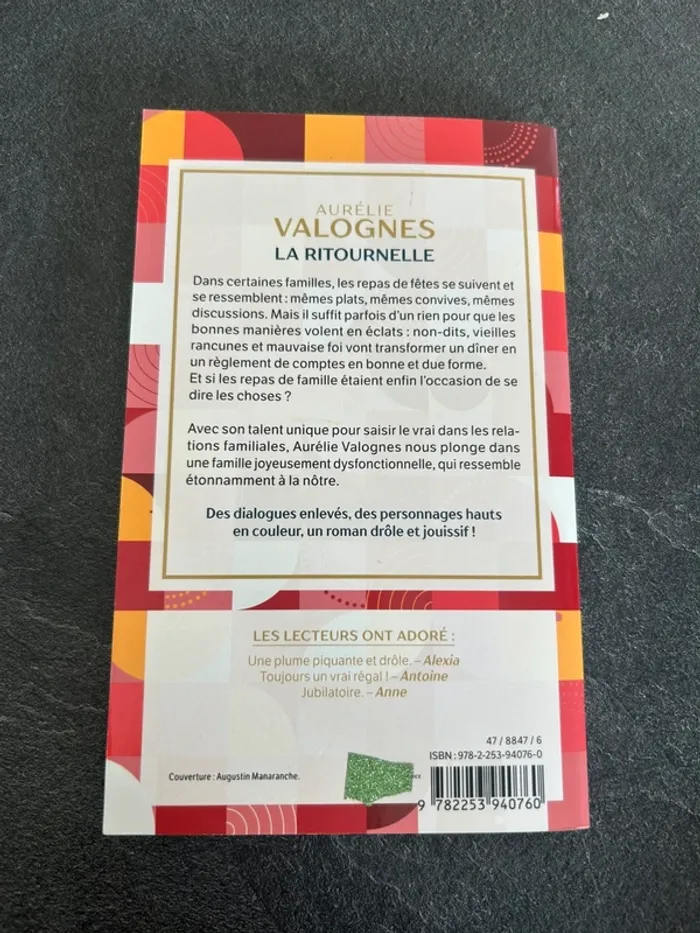 AURÉLIE
VALOGNES
LA RITOURNELLE
Dans certaines familles, les repas de fêtes se suivent et
se ressemblent : mêmes plats, mêmes convives, mêmes
discussions. Mais il suffit parfois d'un rien pour que les
bonnes manières volent en éclats : non-dits, vieilles
rancunes et mauvaise foi vont transformer un dîner en
un règlement de comptes en bonne et due forme.
Et si les repas de famille étaient enfin l'occasion de se
dire les choses ?
Avec son talent unique pour saisir le vrai dans les rela-
tions familiales, Aurélie Valognes nous plonge dans
une famille joyeusement dysfonctionnelle, qui ressemble
étonnamment à la nôtre.
Des dialogues enlevés, des personnages hauts
en couleur, un roman drôle et jouissif !
LES LECTEURS ONT ADORÉ :
Une plume piquante et drôle. – Alexia
Toujours un vrai régal ! – Antoine
Jubilatoire. – Anne
47 / 8847 / 6
ISBN : 978-2-253-94076-0
Couverture : Augustin Manaranche.
9 782253 940760